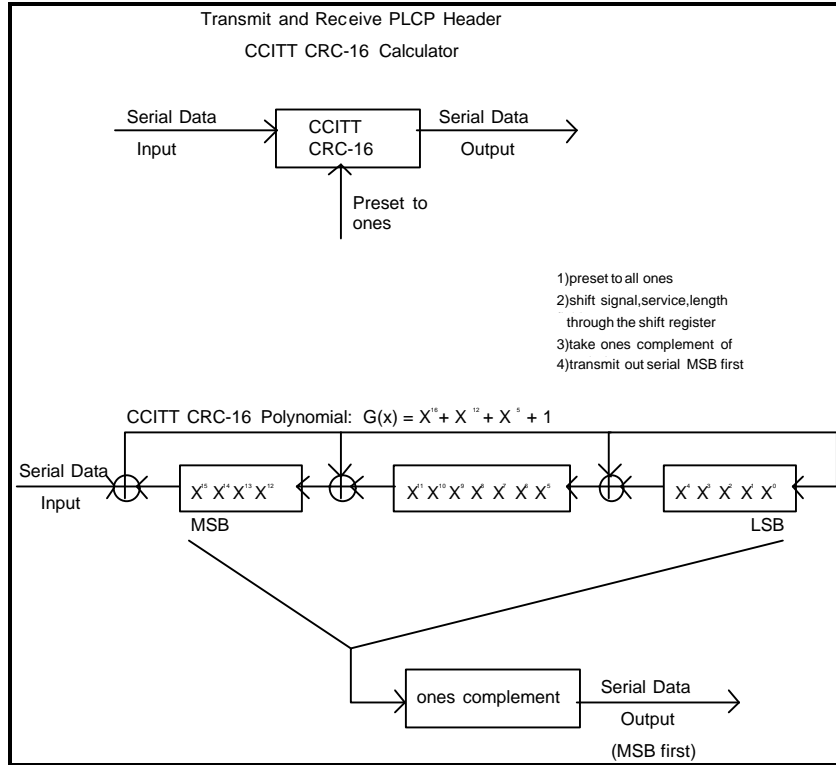 Transmit and Receive PLCP Header
CCITT CRC-16 Calculator
Serial Data
Input
CCITT
CRC-16
Serial Data
Output
Preset to
ones
1)preset to all ones
2)shift signal,service,length
through the shift register
3)take ones complement of
4)transmit out serial MSB first
CCITT CRC-16 Polynomial: G(x) = X¹⁶ + X¹² + X⁵ + 1
Serial Data
Input
X¹⁵ X¹⁴ X¹³ X¹²
X¹¹ X¹⁰ X⁹ X⁸ X⁷ X⁶ X⁵
X⁴ X³ X² X¹ X⁰
MSB
LSB
ones complement
Serial Data
Output
(MSB first)